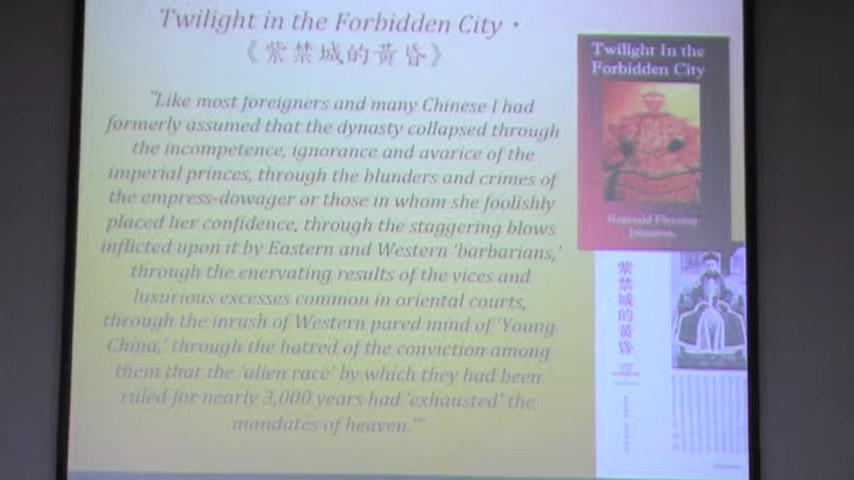 Twilight in the Forbidden City ·
《紫禁城的黃昏》
"Like most foreigners and many Chinese I had
formerly assumed that the dynasty collapsed through
the incompetence, ignorance and avarice of the
imperial princes, through the blunders and crimes of
the empress-dowager or those in whom she foolishly
placed her confidence, through the staggering blows
inflicted upon it by Eastern and Western 'barbarians,'
through the enervating results of the vices and
luxurious excesses common in oriental courts,
through the inrush of Western pared mind of 'Young
China,' through the hatred of the conviction among
them that the 'alien race' by which they had been
ruled for nearly 3,000 years had 'exhausted' the
mandates of heaven.'"
Twilight In the
Forbidden City
Reginald Fleming
Johnston
紫禁城的黄昏